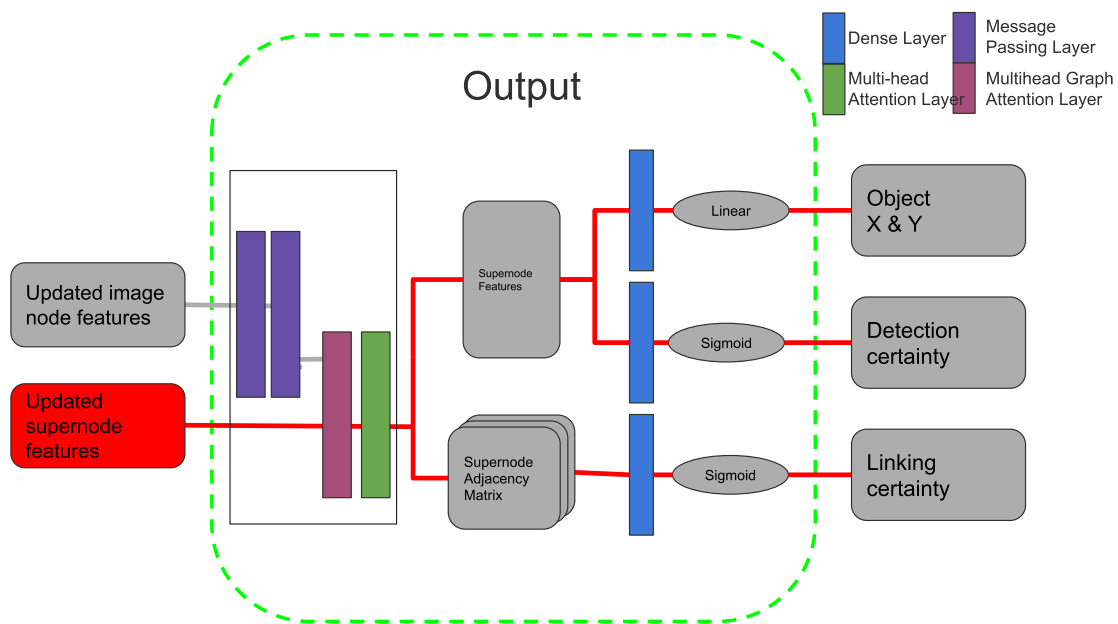 Output
Dense Layer
Message
Passing Layer
Multi-head
Attention Layer
Multihead Graph
Attention Layer
Updated image
node features
Updated
supernode
features
Supernode
Features
Supernode
Adjacency
Matrix
Linear
Sigmoid
Sigmoid
Object
X & Y
Detection
certainty
Linking
certainty